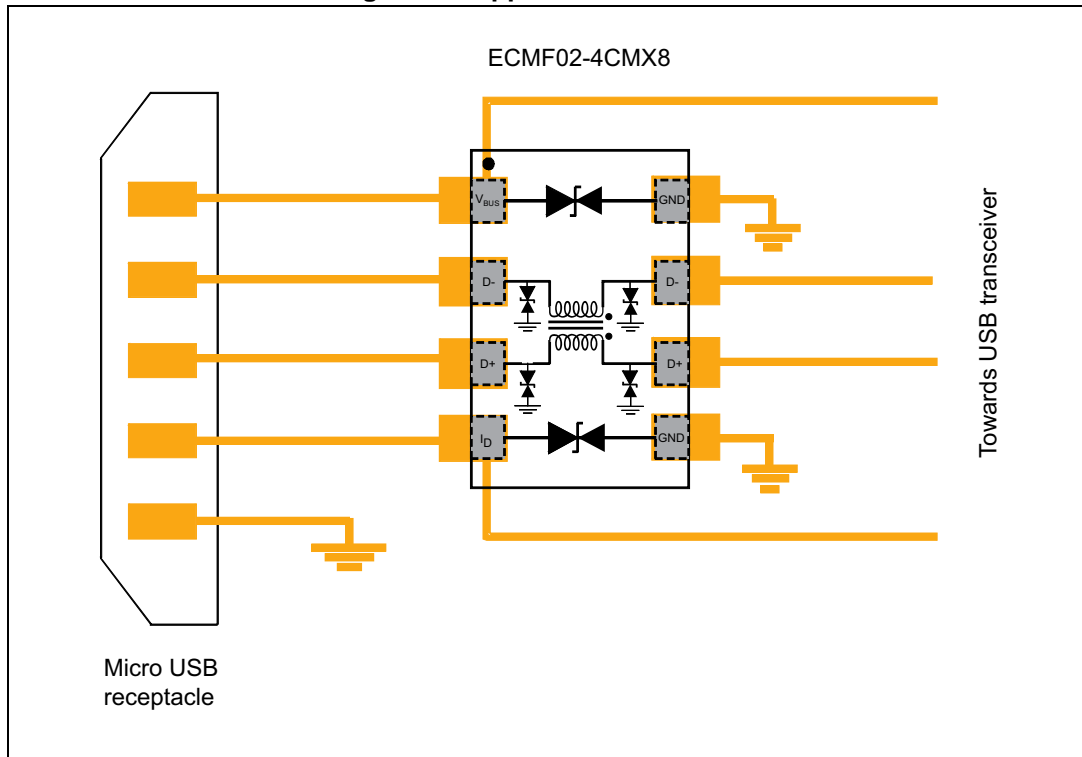 ECMF02-4CMX8
VBUS
GND
D-
D-
D+
D+
ID
GND
Towards USB transceiver
Micro USB
receptacle